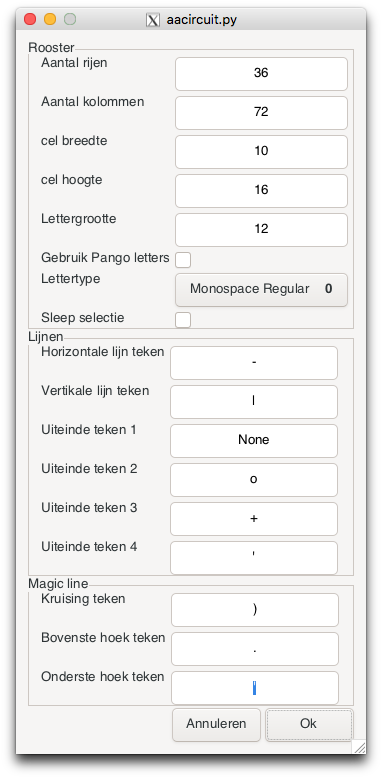 aacircuit.py
Rooster
Aantal rijen 36
Aantal kolommen 72
cel breedte 10
cel hoogte 16
Lettergrootte 12
Gebruik Pango letters
Lettertype Monospace Regular 0
Sleep selectie
Lijnen
Horizontale lijn teken -
Vertikale lijn teken |
Uiteinde teken 1 None
Uiteinde teken 2 o
Uiteinde teken 3 +
Uiteinde teken 4 '
Magic line
Kruising teken )
Bovenste hoek teken .
Onderste hoek teken '
Annuleren Ok